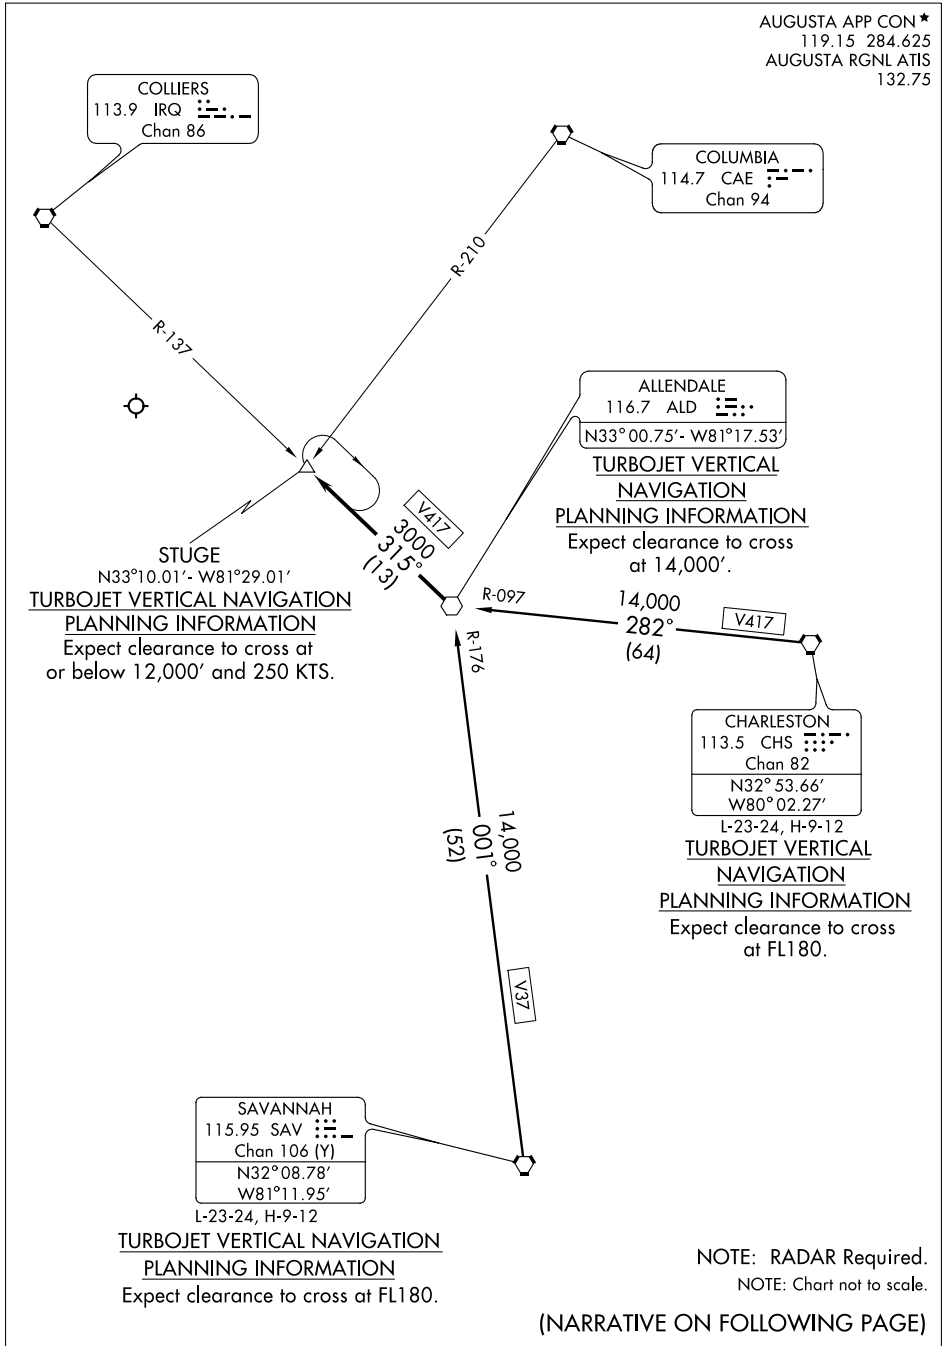 AUGUSTA APP CON ★
119.15 284.625
AUGUSTA RGNL ATIS
132.75
COLLIERS
113.9 IRQ
Chan 86
COLUMBIA
114.7 CAE
Chan 94
R-210
R-137
ALLENDALE
116.7 ALD
N33°00.75′- W81°17.53′
TURBOJET VERTICAL
NAVIGATION
PLANNING INFORMATION
Expect clearance to cross
at 14,000′.
V417
3000
315°
(13)
STUGE
N33°10.01′- W81°29.01′
TURBOJET VERTICAL NAVIGATION
PLANNING INFORMATION
Expect clearance to cross at
or below 12,000′ and 250 KTS.
R-097
14,000
282°
(64)
V417
R-176
CHARLESTON
113.5 CHS
Chan 82
N32°53.66′
W80°02.27′
L-23-24, H-9-12
TURBOJET VERTICAL
NAVIGATION
PLANNING INFORMATION
Expect clearance to cross
at FL180.
14,000
001°
(52)
V37
SAVANNAH
115.95 SAV
Chan 106 (Y)
N32°08.78′
W81°11.95′
L-23-24, H-9-12
TURBOJET VERTICAL NAVIGATION
PLANNING INFORMATION
Expect clearance to cross at FL180.
NOTE: RADAR Required.
NOTE: Chart not to scale.
(NARRATIVE ON FOLLOWING PAGE)